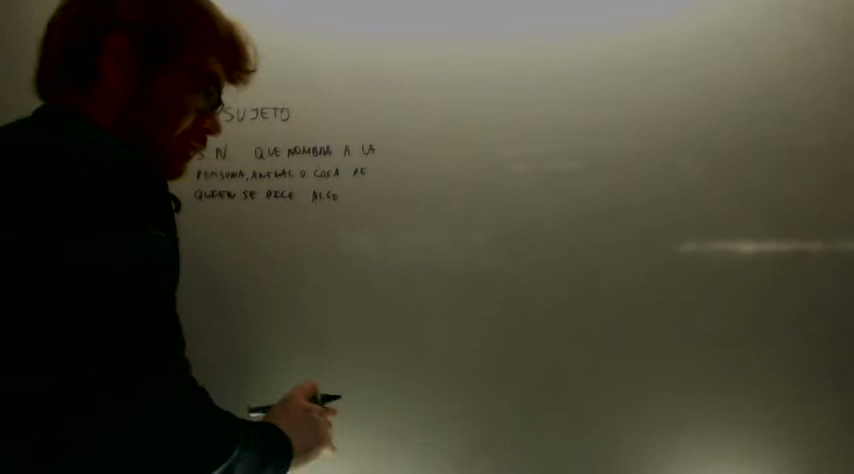 SUJETO
S. N QUE NOMBRA A LA
PERSONA, ANIMAL O COSA DE
QUIEN SE DICE ALGO